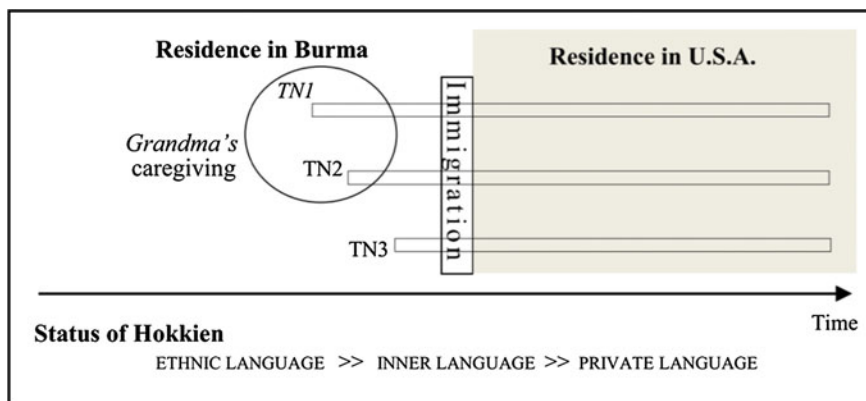 Residence in Burma
Residence in U.S.A.
TN1
Grandma's
caregiving
TN2
TN3
Immigration
Time
Status of Hokkien
ETHNIC LANGUAGE >> INNER LANGUAGE >> PRIVATE LANGUAGE